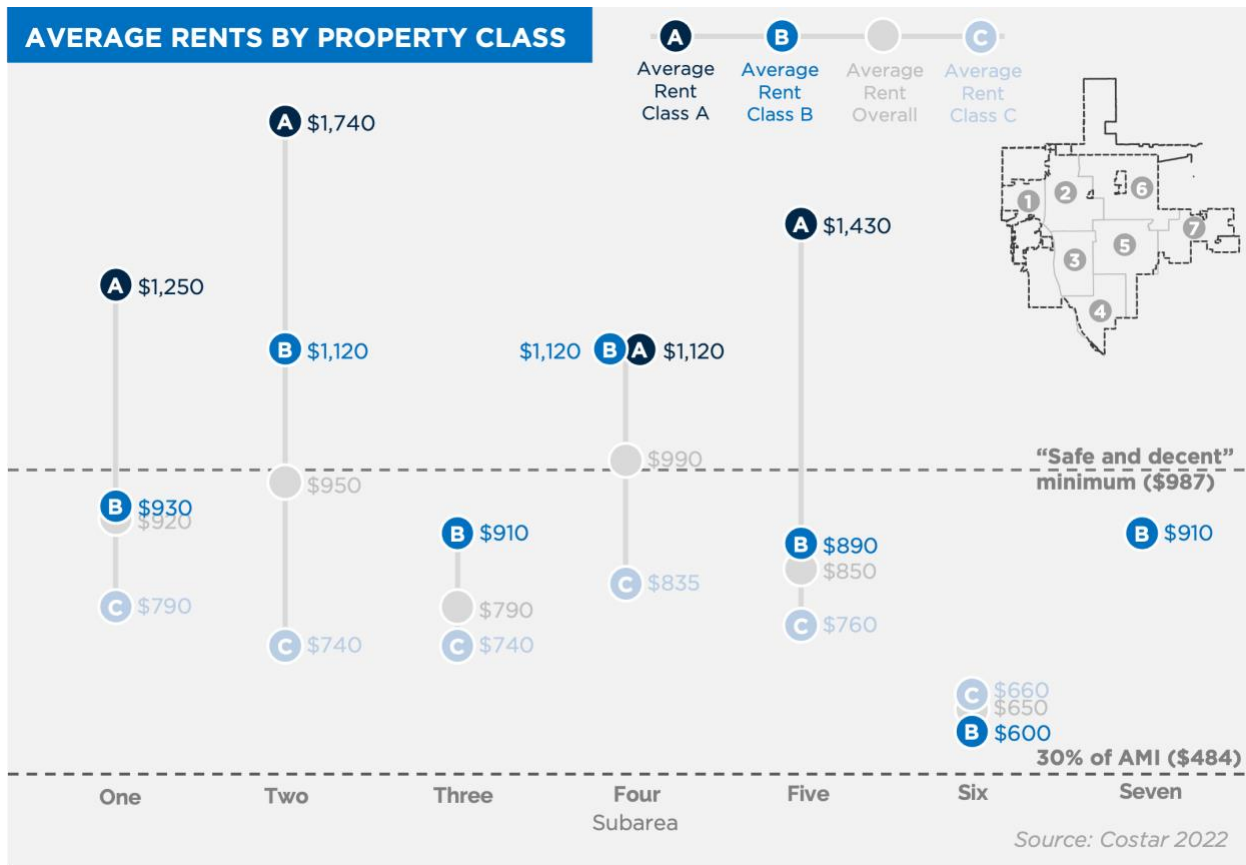 AVERAGE RENTS BY PROPERTY CLASS
A
B
C
Average
Rent
Class A
Average
Rent
Class B
Average
Rent
Overall
Average
Rent
Class C
1
2
3
4
5
6
7
A $1,250
B $930
$920
C $790
A $1,740
B $1,120
$950
C $740
B $910
$790
C $740
$1,120 B A $1,120
$990
C $835
A $1,430
B $890
$850
C $760
C $660
$650
B $600
B $910
“Safe and decent”
minimum ($987)
30% of AMI ($484)
One Two Three Four Five Six Seven
Subarea
Source: Costar 2022